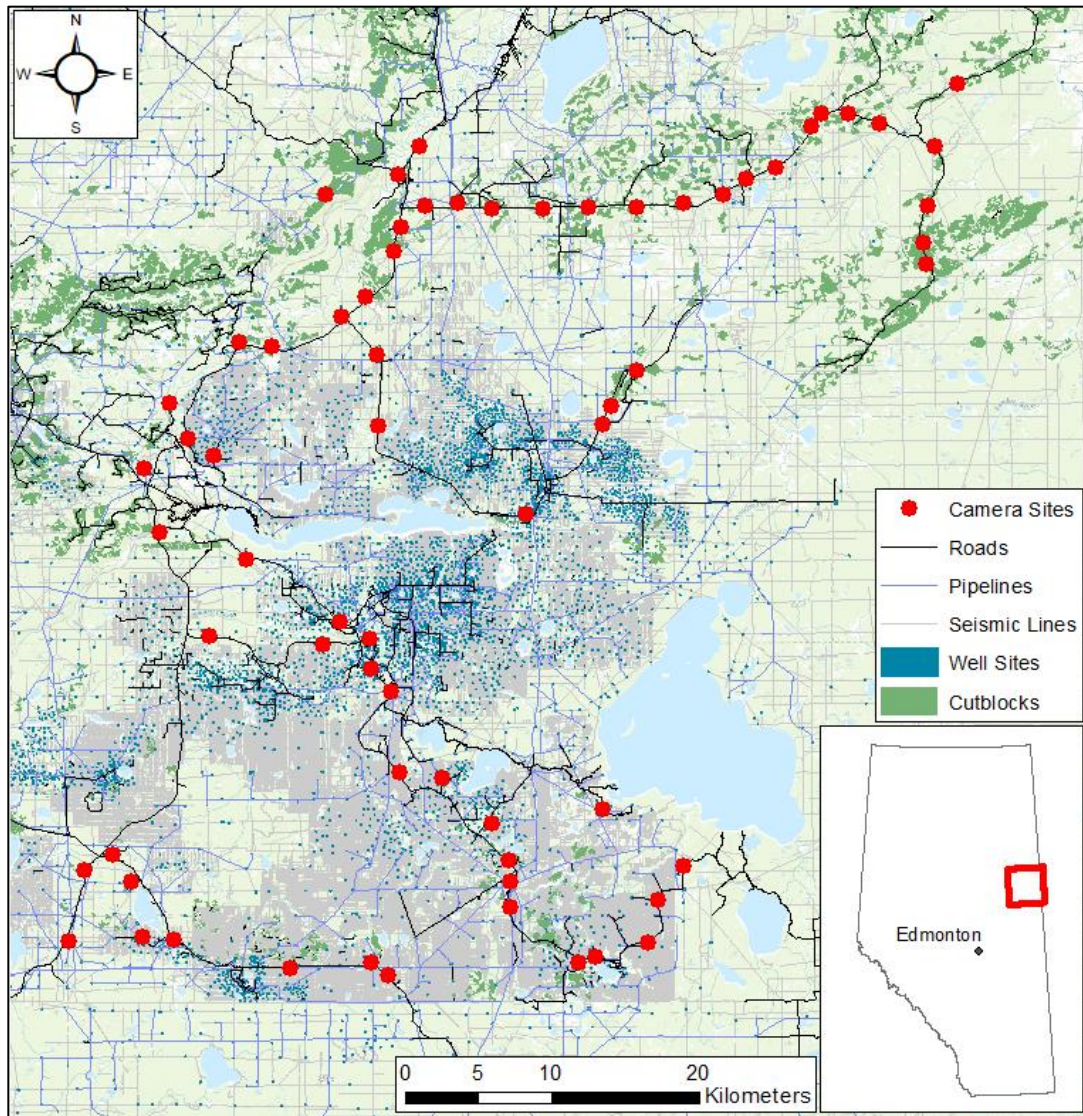 N
W E
S
Camera Sites
Roads
Pipelines
Seismic Lines
Well Sites
Cutblocks
Edmonton
0 5 10 20
Kilometers